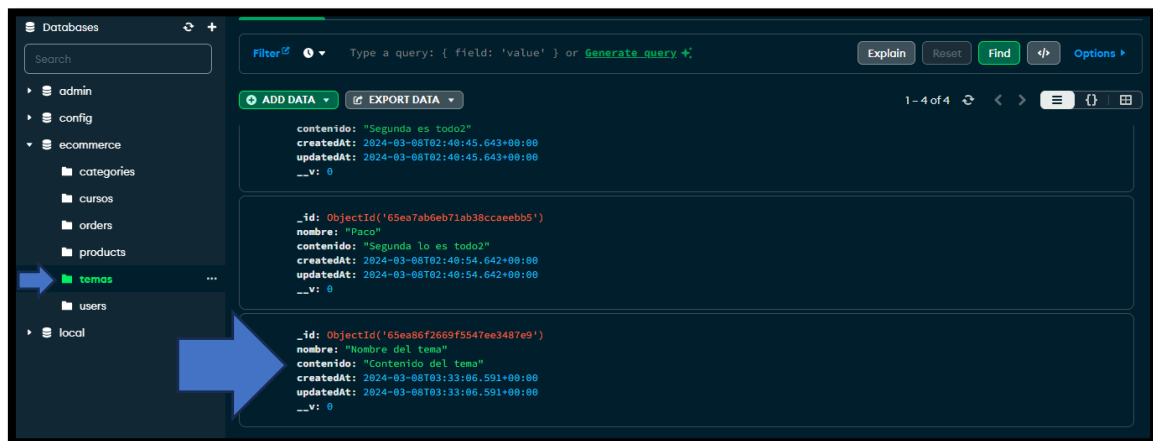 Databases
Search
admin
config
ecommerce
categories
cursos
orders
products
temas
users
local
Filter Type a query: { field: 'value' } or Generate query Explain Reset Find </> Options
ADD DATA EXPORT DATA 1 – 4 of 4 {}
contenido: "Segunda es todo2"
createdAt: 2024-03-08T02:40:45.643+00:00
updatedAt: 2024-03-08T02:40:45.643+00:00
__v: 0
_id: ObjectId('65ea7ab6eb71ab38ccaeebb5')
nombre: "Paco"
contenido: "Segunda lo es todo2"
createdAt: 2024-03-08T02:40:54.642+00:00
updatedAt: 2024-03-08T02:40:54.642+00:00
__v: 0
_id: ObjectId('65ea86f2669f5547ee3487e9')
nombre: "Nombre del tema"
contenido: "Contenido del tema"
createdAt: 2024-03-08T03:33:06.591+00:00
updatedAt: 2024-03-08T03:33:06.591+00:00
__v: 0